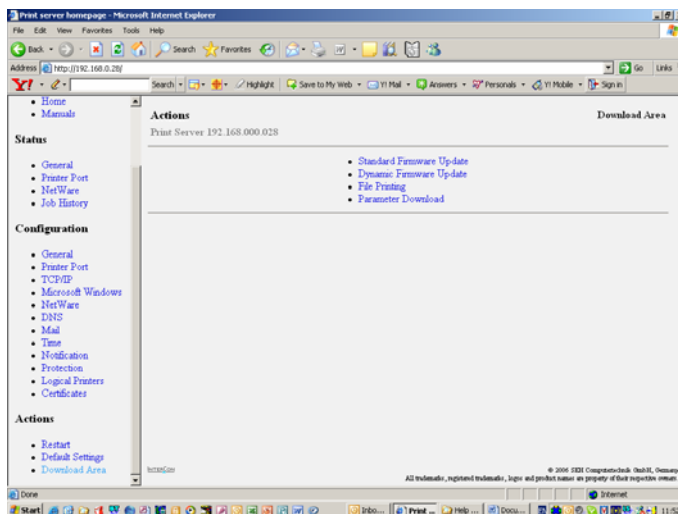 Print server homepage - Microsoft Internet Explorer
File Edit View Favorites Tools Help
Back Search Favorites
Address http://192.168.0.28/ Go Links
Y! Search Highlight Save to My Web Y! Mail Answers Personals Y! Mobile Sign in
Home
Manuals
Status
General
Printer Port
NetWare
Job History
Configuration
General
Printer Port
TCP/IP
Microsoft Windows
NetWare
DNS
Mail
Time
Notification
Protection
Logical Printers
Certificates
Actions
Restart
Default Settings
Download Area
Actions Download Area
Print Server 192.168.000.028
Standard Firmware Update
Dynamic Firmware Update
File Printing
Parameter Download
© 2006 SEH Computertechnik GmbH, Germany
All trademarks, registered trademarks, logos and product names are property of their respective owners
Done Internet
Start Inbo... Print ... Help ... Docu...